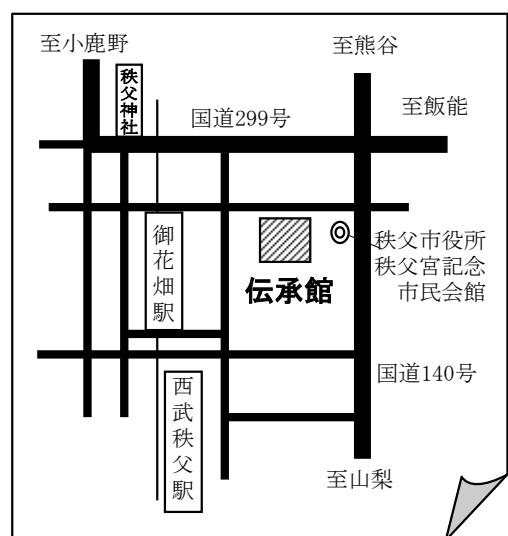 至小鹿野
至熊谷
秩父神社
国道299号
至飯能
御花畑駅
伝承館
秩父市役所
秩父宮記念
市民会館
国道140号
西武秩父駅
至山梨